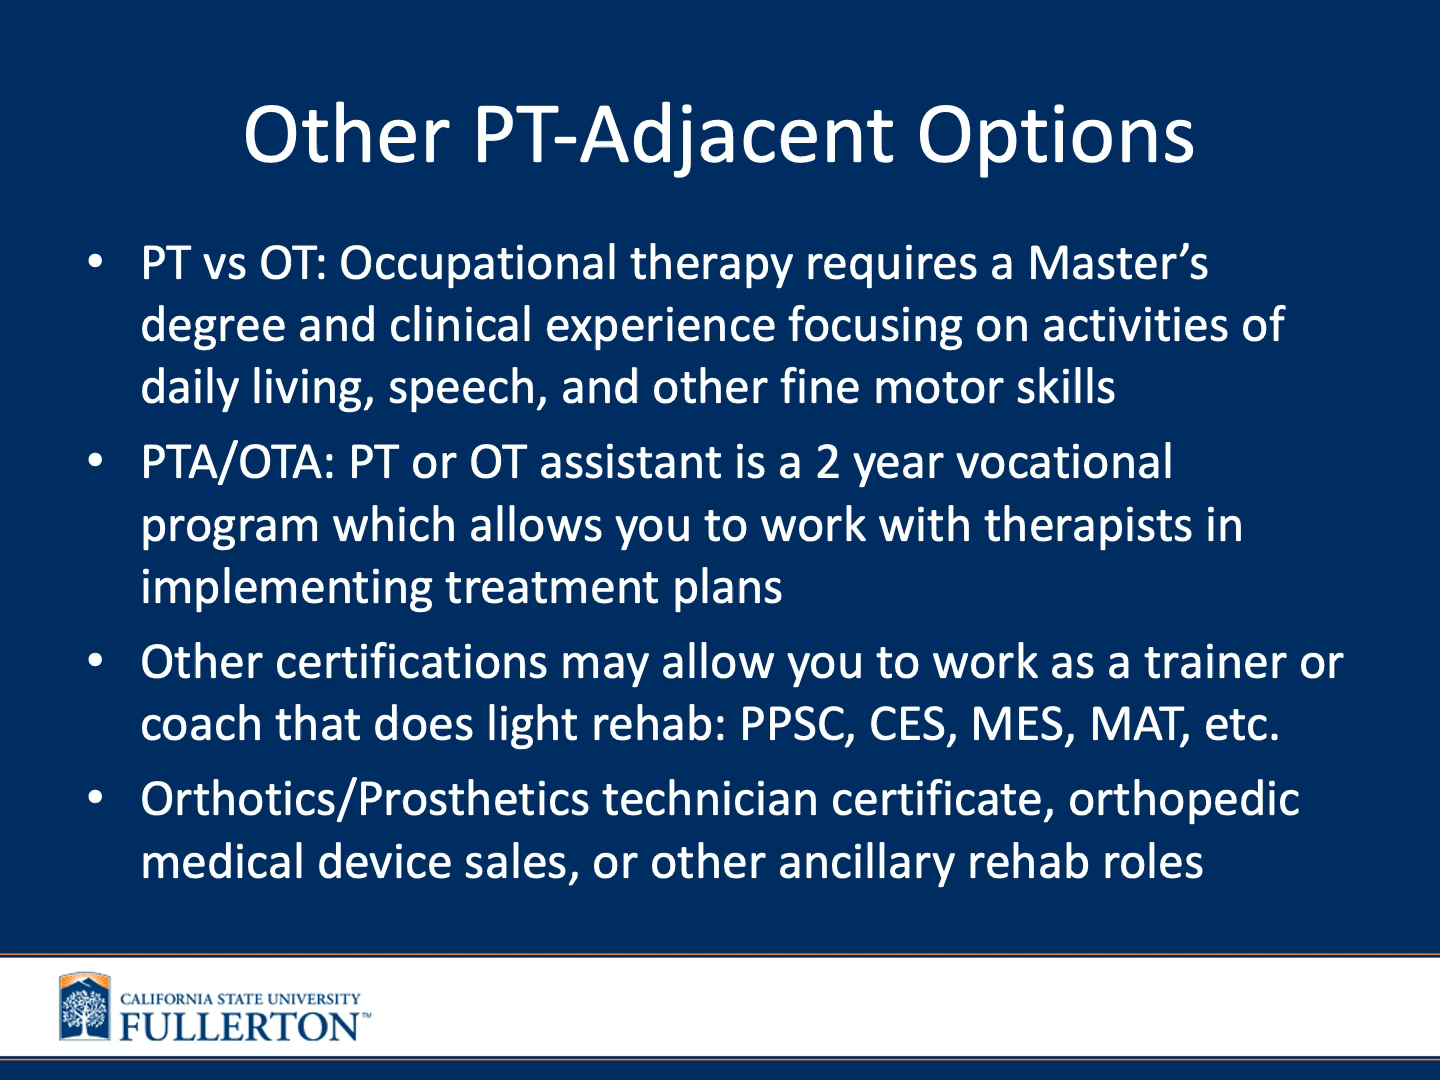 Other PT-Adjacent Options
• PT vs OT: Occupational therapy requires a Master’s
degree and clinical experience focusing on activities of
daily living, speech, and other fine motor skills
• PTA/OTA: PT or OT assistant is a 2 year vocational
program which allows you to work with therapists in
implementing treatment plans
• Other certifications may allow you to work as a trainer or
coach that does light rehab: PPSC, CES, MES, MAT, etc.
• Orthotics/Prosthetics technician certificate, orthopedic
medical device sales, or other ancillary rehab roles
CALIFORNIA STATE UNIVERSITY
FULLERTON™